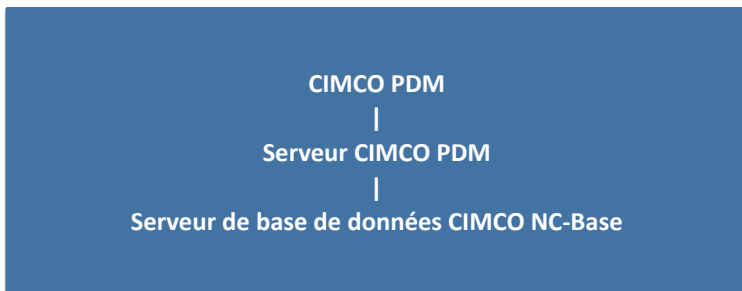 CIMCO PDM
|
Serveur CIMCO PDM
|
Serveur de base de données CIMCO NC-Base